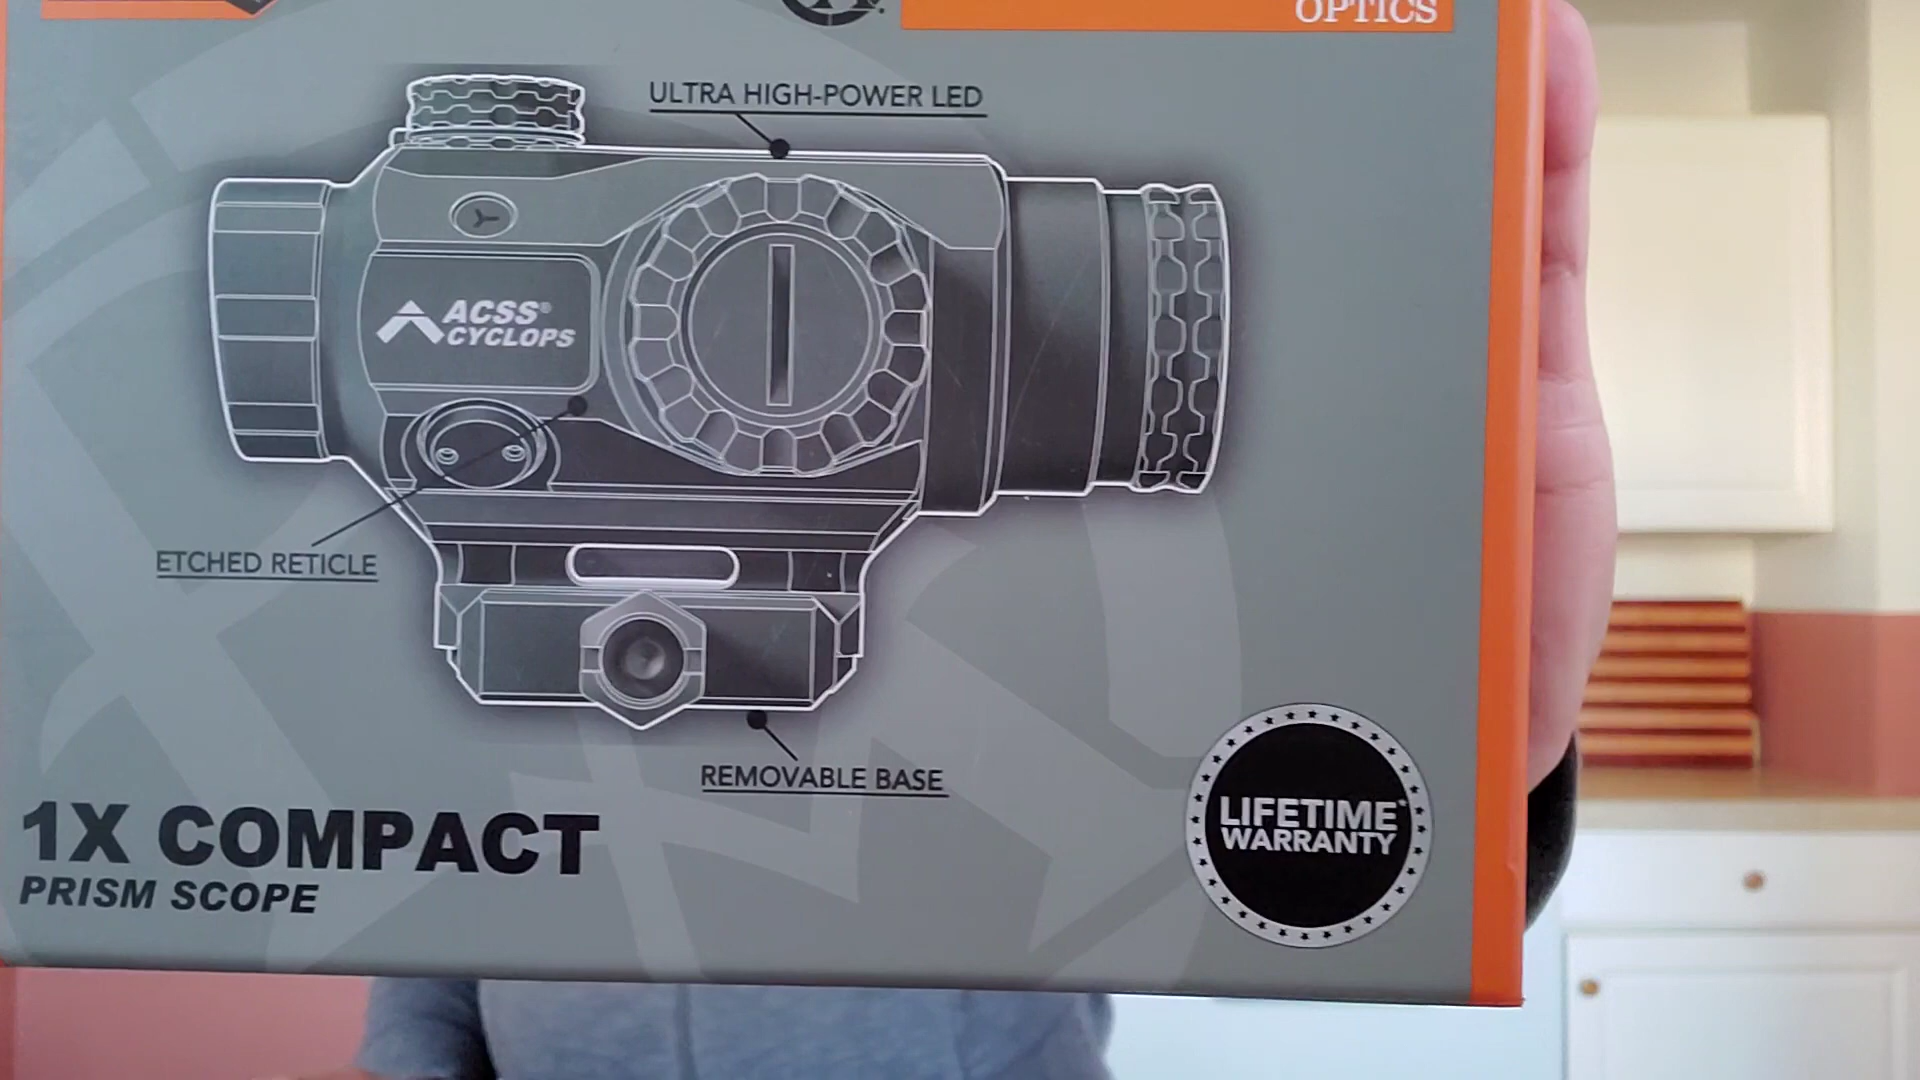 OPTICS
ULTRA HIGH-POWER LED
ACSS®
CYCLOPS
ETCHED RETICLE
REMOVABLE BASE
1X COMPACT
PRISM SCOPE
LIFETIME*
WARRANTY